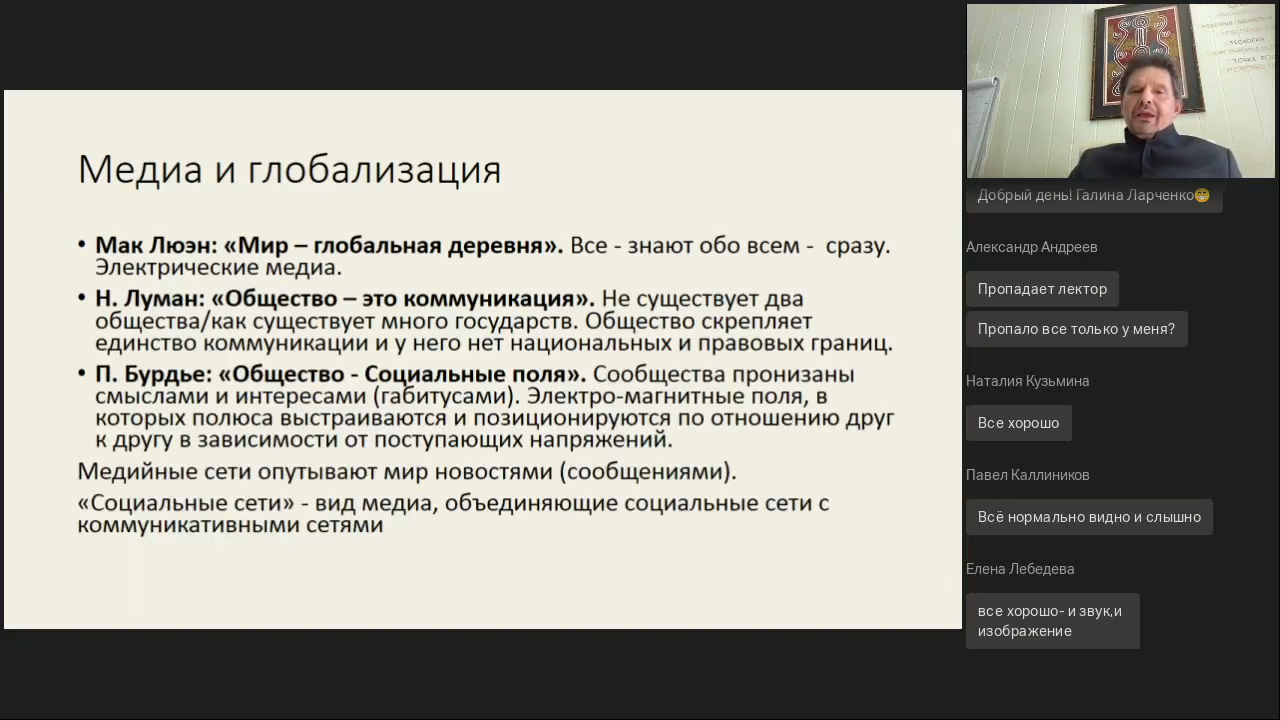 Медиа и глобализация
• Мак Люэн: «Мир – глобальная деревня». Все - знают обо всем - сразу.
Электрические медиа.
• Н. Луман: «Общество – это коммуникация». Не существует два
общества/как существует много государств. Общество скрепляет
единство коммуникации и у него нет национальных и правовых границ.
• П. Бурдье: «Общество - Социальные поля». Сообщества пронизаны
смыслами и интересами (габитусами). Электро-магнитные поля, в
которых полюса выстраиваются и позиционируются по отношению друг
к другу в зависимости от поступающих напряжений.
Медийные сети опутывают мир новостями (сообщениями).
«Социальные сети» - вид медиа, объединяющие социальные сети с
коммуникативными сетями
ТЕОЛОГИЯ
Добрый день! Галина Ларченко😁
Александр Андреев
Пропадает лектор
Пропало все только у меня?
Наталия Кузьмина
Все хорошо
Павел Каллиников
Всё нормально видно и слышно
Елена Лебедева
все хорошо- и звук,и
изображение